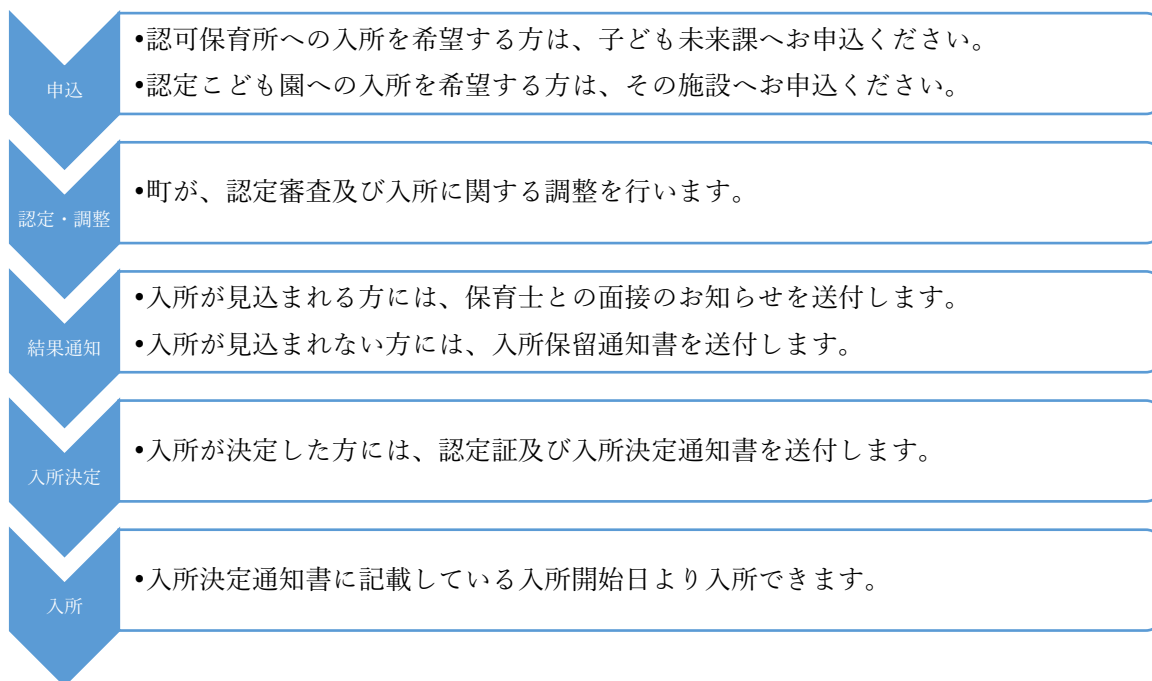 申込
•認可保育所への入所を希望する方は、子ども未来課へお申込ください。
•認定こども園への入所を希望する方は、その施設へお申込ください。
認定・調整
•町が、認定審査及び入所に関する調整を行います。
結果通知
•入所が見込まれる方には、保育士との面接のお知らせを送付します。
•入所が見込まれない方には、入所保留通知書を送付します。
入所決定
•入所が決定した方には、認定証及び入所決定通知書を送付します。
入所
•入所決定通知書に記載している入所開始日より入所できます。